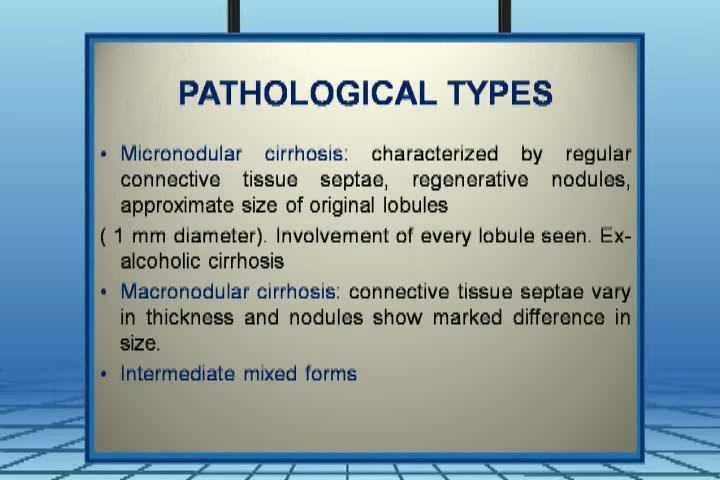 PATHOLOGICAL TYPES
• Micronodular cirrhosis: characterized by regular
connective tissue septae, regenerative nodules,
approximate size of original lobules
( 1 mm diameter). Involvement of every lobule seen. Ex-
alcoholic cirrhosis
• Macronodular cirrhosis: connective tissue septae vary
in thickness and nodules show marked difference in
size.
• Intermediate mixed forms